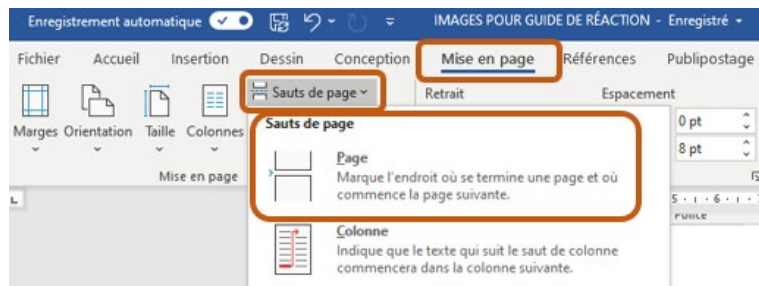 Enregistrement automatique IMAGES POUR GUIDE DE RÉACTION - Enregistré
Fichier Accueil Insertion Dessin Conception Mise en page Références Publipostage
Sauts de page Retrait Espacement
Marges Orientation Taille Colonnes
0 pt
8 pt
Mise en page
Sauts de page
Page
Marque l'endroit où se termine une page et où
commence la page suivante.
5 · ı · 6 · ı ·
Colonne
Indique que le texte qui suit le saut de colonne
commencera dans la colonne suivante.